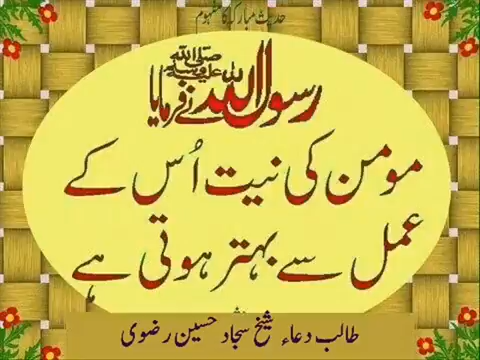 حدیث مبارکہ کا مفہوم
رسول اللہ صلی اللہ علیہ وسلم نے فرمایا
مومن کی نیت اُس کے
عمل سے بہتر ہوتی ہے
طالب دعاء شیخ سجاد حسین رضوی